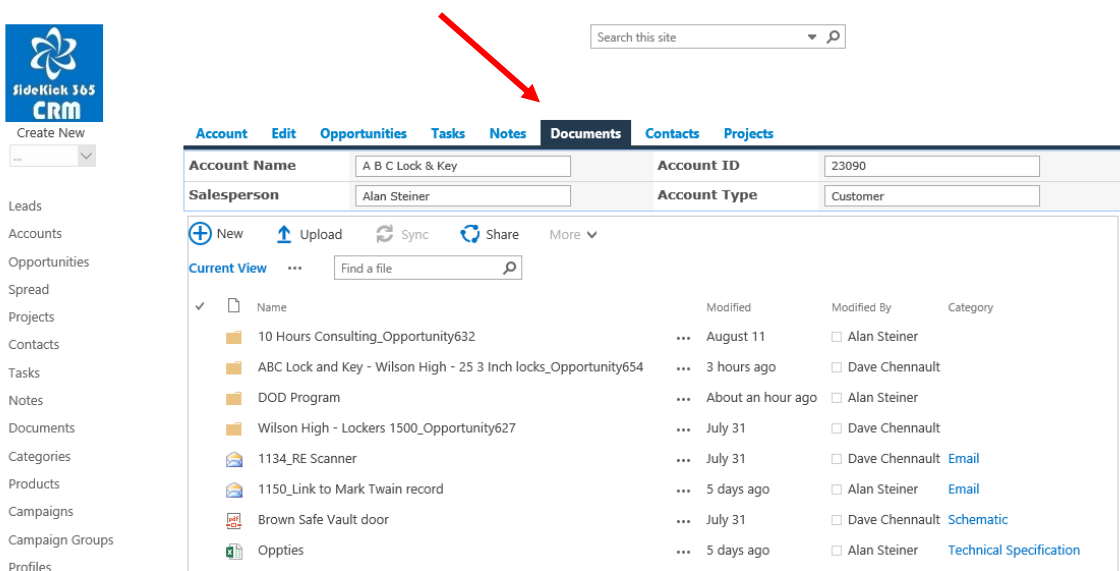 Search this site
SideKick 365
CRM
Create New
...
Account Edit Opportunities Tasks Notes Documents Contacts Projects
Account Name A B C Lock & Key Account ID 23090
Salesperson Alan Steiner Account Type Customer
Leads
Accounts
Opportunities
Spread
Projects
Contacts
Tasks
Notes
Documents
Categories
Products
Campaigns
Campaign Groups
Profiles
New Upload Sync Share More
Current View ... Find a file
Name Modified Modified By Category
10 Hours Consulting_Opportunity632 ... August 11 Alan Steiner
ABC Lock and Key - Wilson High - 25 3 Inch locks_Opportunity654 ... 3 hours ago Dave Chennault
DOD Program ... About an hour ago Alan Steiner
Wilson High - Lockers 1500_Opportunity627 ... July 31 Dave Chennault
1134_RE Scanner ... July 31 Dave Chennault Email
1150_Link to Mark Twain record ... 5 days ago Alan Steiner Email
pdf Brown Safe Vault door ... July 31 Dave Chennault Schematic
Oppties ... 5 days ago Alan Steiner Technical Specification